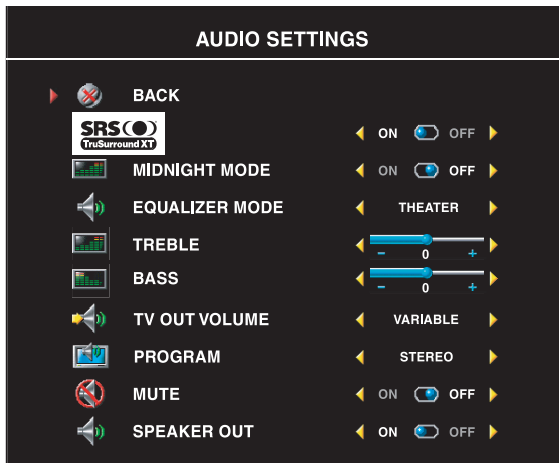 AUDIO SETTINGS
BACK
SRS
TruSurround XT
ON OFF
MIDNIGHT MODE ON OFF
EQUALIZER MODE THEATER
TREBLE
- 0 +
BASS
- 0 +
TV OUT VOLUME VARIABLE
PROGRAM STEREO
MUTE ON OFF
SPEAKER OUT ON OFF